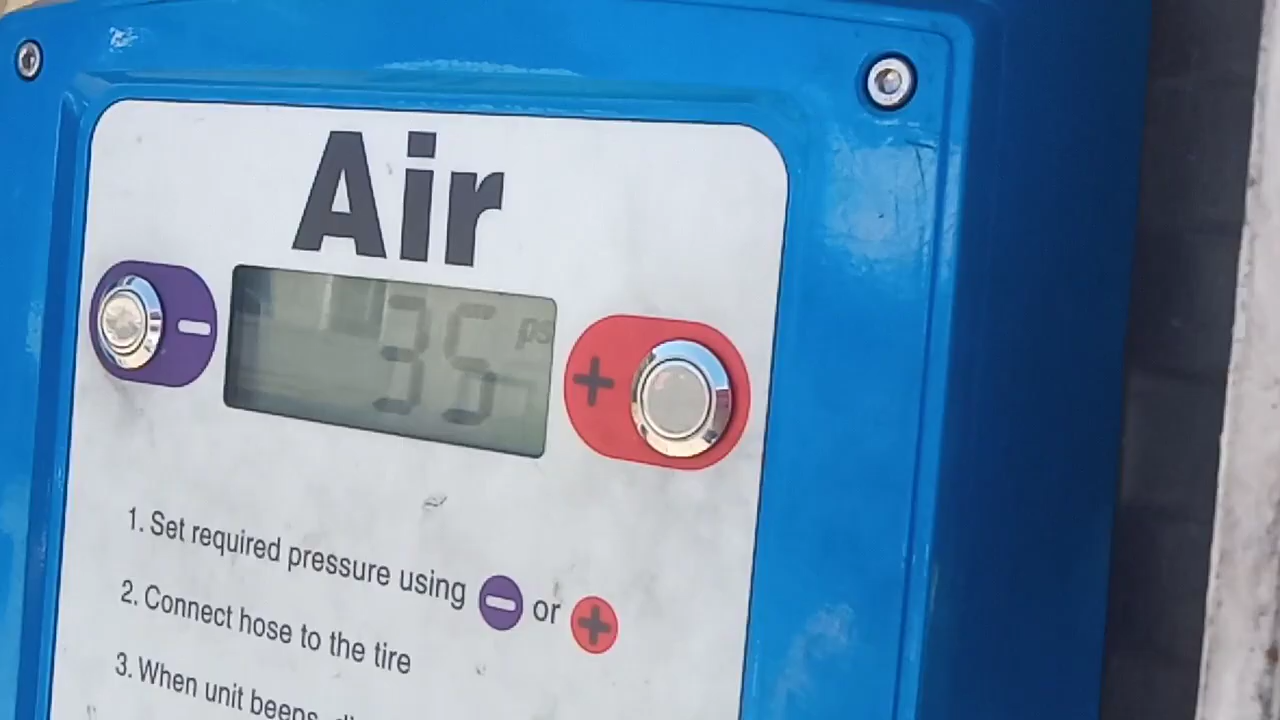 Air
35 psi
1. Set required pressure using - or +
2. Connect hose to the tire
3. When unit beeps,